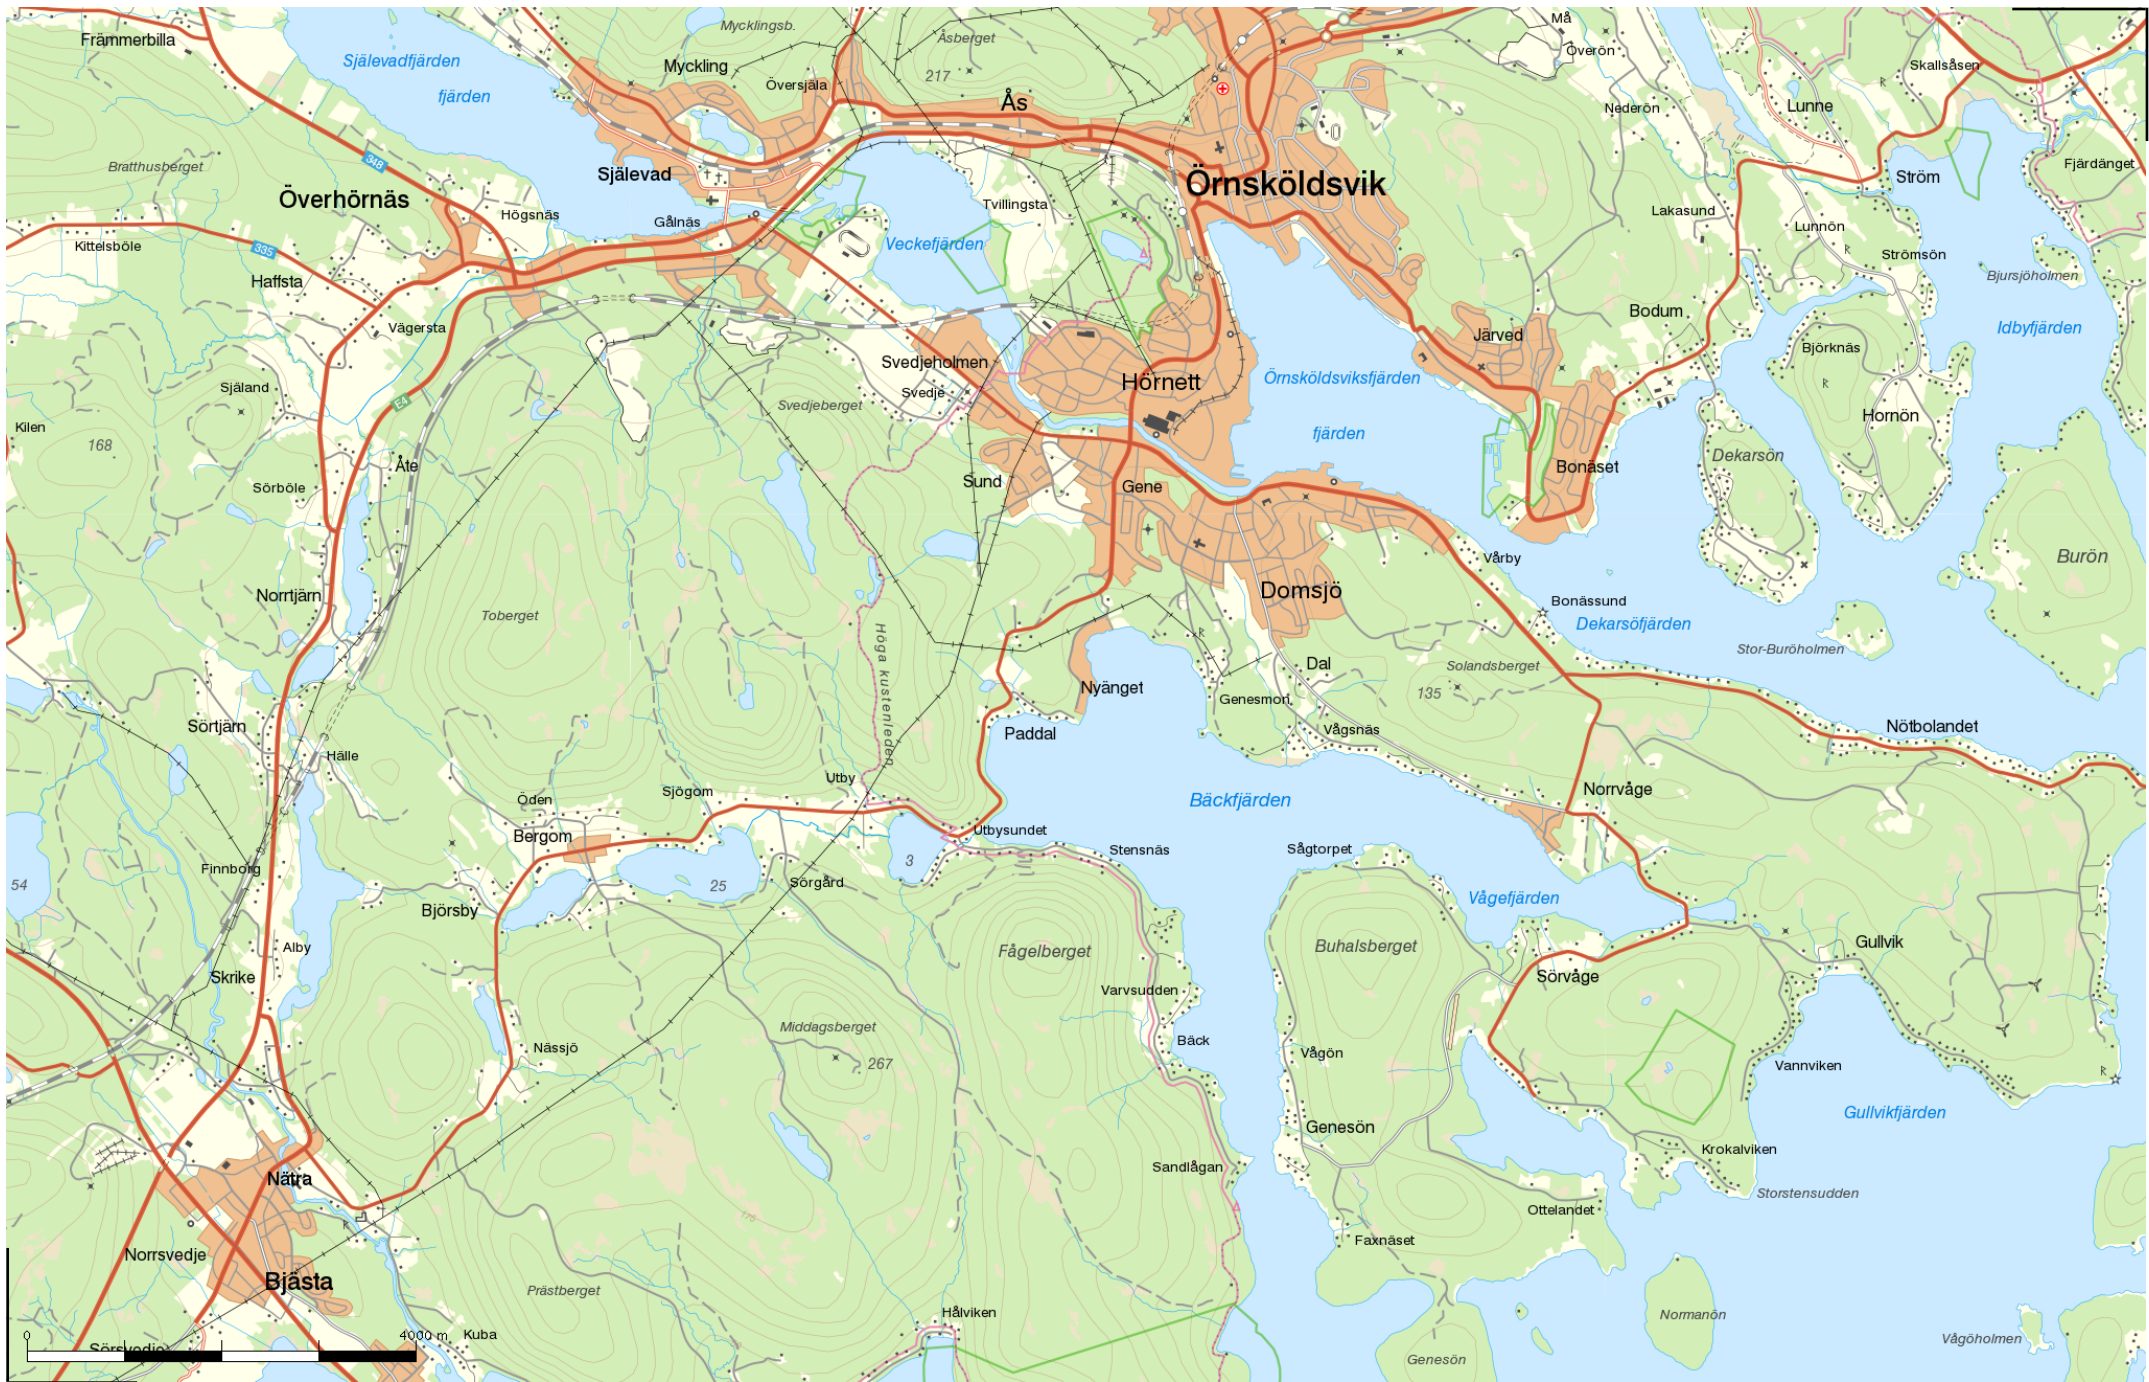 Mycklingsb.
Må
Främmerbilla
Åsberget
Överön
Själevadfjärden
Myckling
Skallsåsen
217
Översjäla
fjärden
Ås
Nederön
Lunne
348
Bratthusberget
Själevad
Örnsköldsvik
Fjärdänget
Ström
Överhörnäs
Högsnäs
Gålnäs
Tvillingsta
Lakasund
Lunnön
Kittelsböle
335
Veckefjärden
Strömsön
Haffsta
Bjursjöholmen
Vägersta
Bodum
Idbyfjärden
Järved
Björknäs
Svedjeholmen
Hörnett
Örnsköldsviksfjärden
Själand
Svedje
E4
Svedjeberget
Hornön
Kilen
fjärden
168
Åte
Dekarsön
Bonäset
Sörböle
Sund
Gene
Vårby
Burön
Norrtjärn
Domsjö
Bonässund
Toberget
Dekarsöfjärden
Höga kustenleden
Stor-Buröholmen
Dal
Solandsberget
Nyänget
135
Genesmon
Sörtjärn
Paddal
Vågsnäs
Nötbolandet
Hälle
Utby
Öden
Sjögom
Bäckfjärden
Norrvåge
Bergom
Utbysundet
Stensnäs
Sågtorpet
3
Finnborg
54
25
Sörgård
Vågefjärden
Björsby
Alby
Fågelberget
Buhalsberget
Gullvik
Skrike
Sörvåge
Varvsudden
Middagsberget
Nässjö
Bäck
Vågön
267
Vannviken
Gullvikfjärden
Genesön
Krokalviken
Sandlågan
Nätra
Storstensudden
Ottelandet
175
Faxnäset
Norrsvedje
Bjästa
Prästberget
Hålviken
Normanön
0
4000 m
Kuba
Vågöholmen
Sörsvedje
Genesön